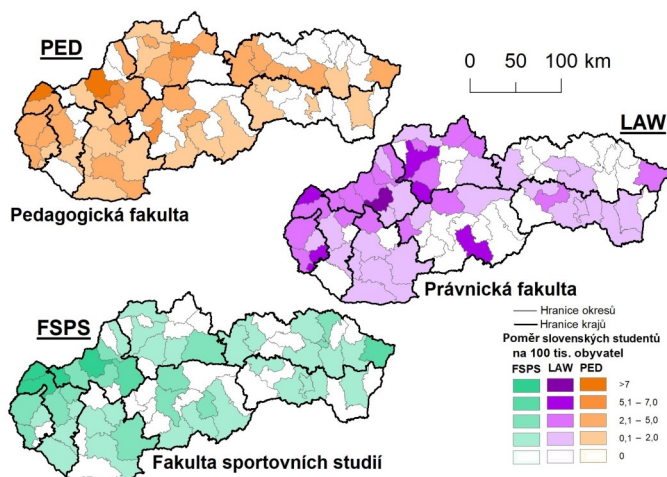 PED
Pedagogická fakulta
0 50 100 km
LAW
Právnická fakulta
FSPS
Fakulta sportovních studií
Hranice okresů
Hranice krajů
Poměr slovenských studentů
na 100 tis. obyvatel
FSPS LAW PED
>7
5,1 – 7,0
2,1 – 5,0
0,1 – 2,0
0